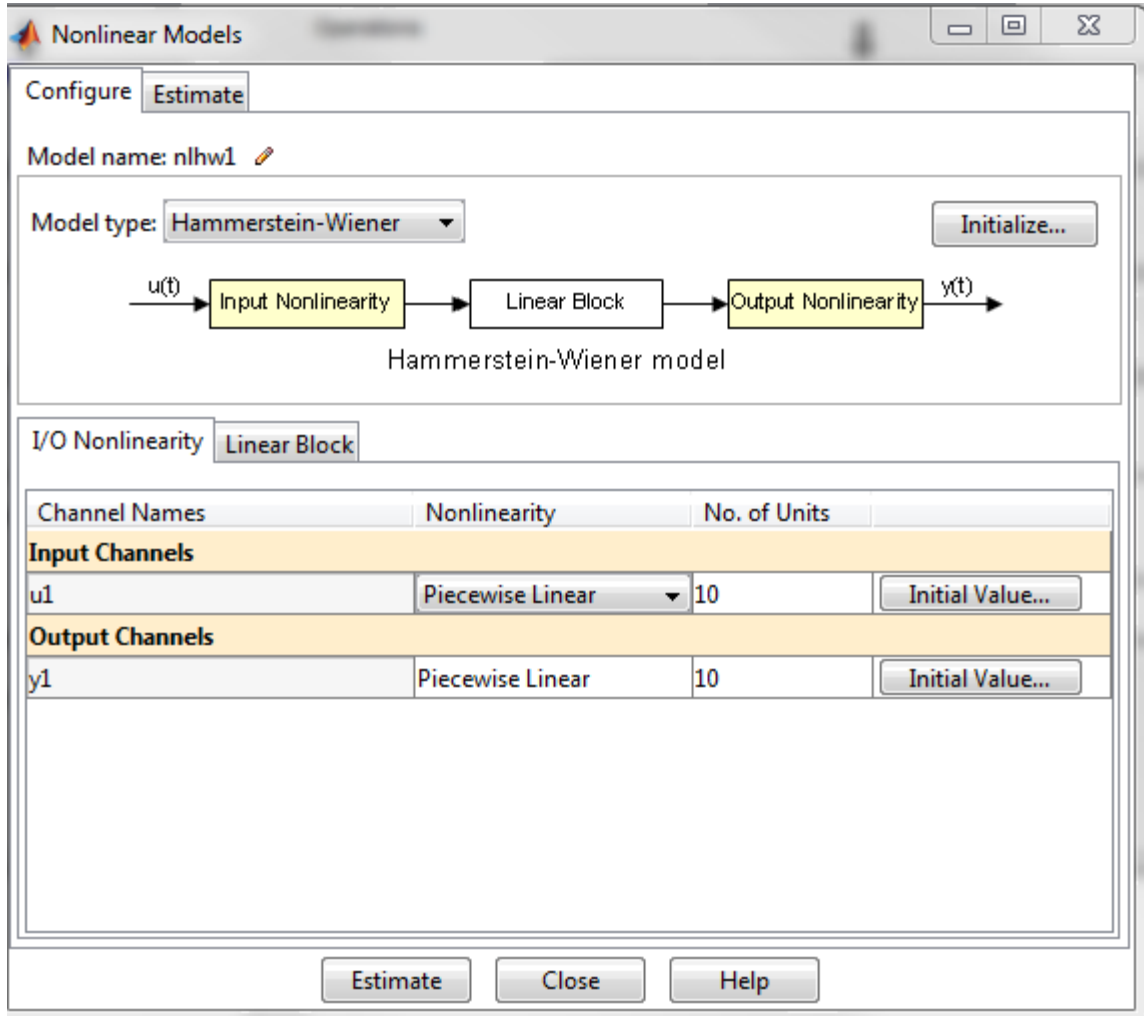 Nonlinear Models
Configure Estimate
Model name: nlhw1
Model type: Hammerstein-Wiener Initialize...
u(t) Input Nonlinearity Linear Block Output Nonlinearity y(t)
Hammerstein-Wiener model
I/O Nonlinearity Linear Block
Channel Names Nonlinearity No. of Units
Input Channels
u1 Piecewise Linear 10 Initial Value...
Output Channels
y1 Piecewise Linear 10 Initial Value...
Estimate Close Help